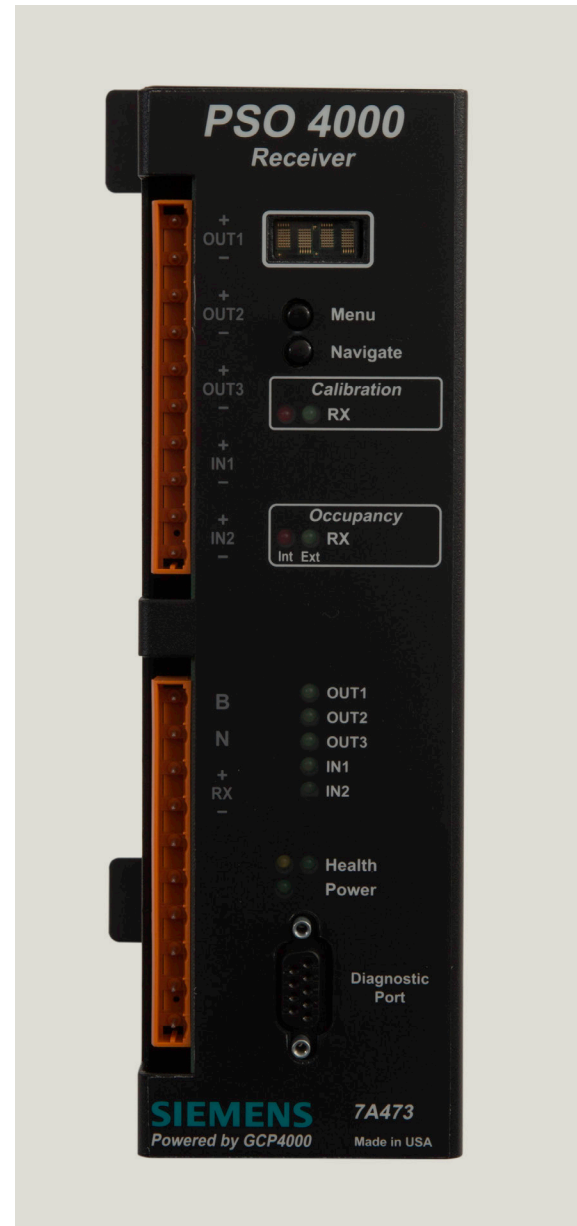 PSO 4000
Receiver
+
OUT1
−
+
OUT2
−
+
OUT3
−
+
IN1
−
+
IN2
−
Menu
Navigate
Calibration
RX
Occupancy
RX
Int Ext
B
N
+
RX
−
OUT1
OUT2
OUT3
IN1
IN2
Health
Power
Diagnostic
Port
SIEMENS 7A473
Powered by GCP4000 Made in USA